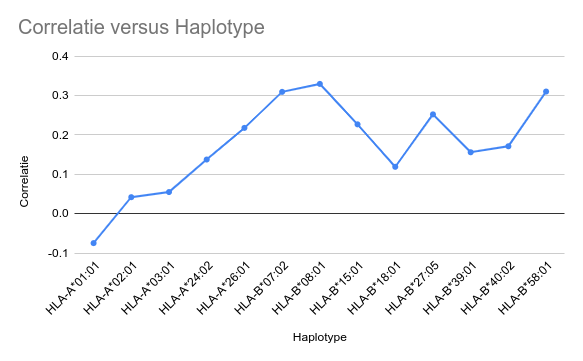 Correlatie versus Haplotype
0.4
0.3
0.2
0.1
0.0
-0.1
Correlatie
HLA-A*01:01
HLA-A*02:01
HLA-A*03:01
HLA-A*24:02
HLA-A*26:01
HLA-B*07:02
HLA-B*08:01
HLA-B*15:01
HLA-B*18:01
HLA-B*27:05
HLA-B*39:01
HLA-B*40:02
HLA-B*58:01
Haplotype